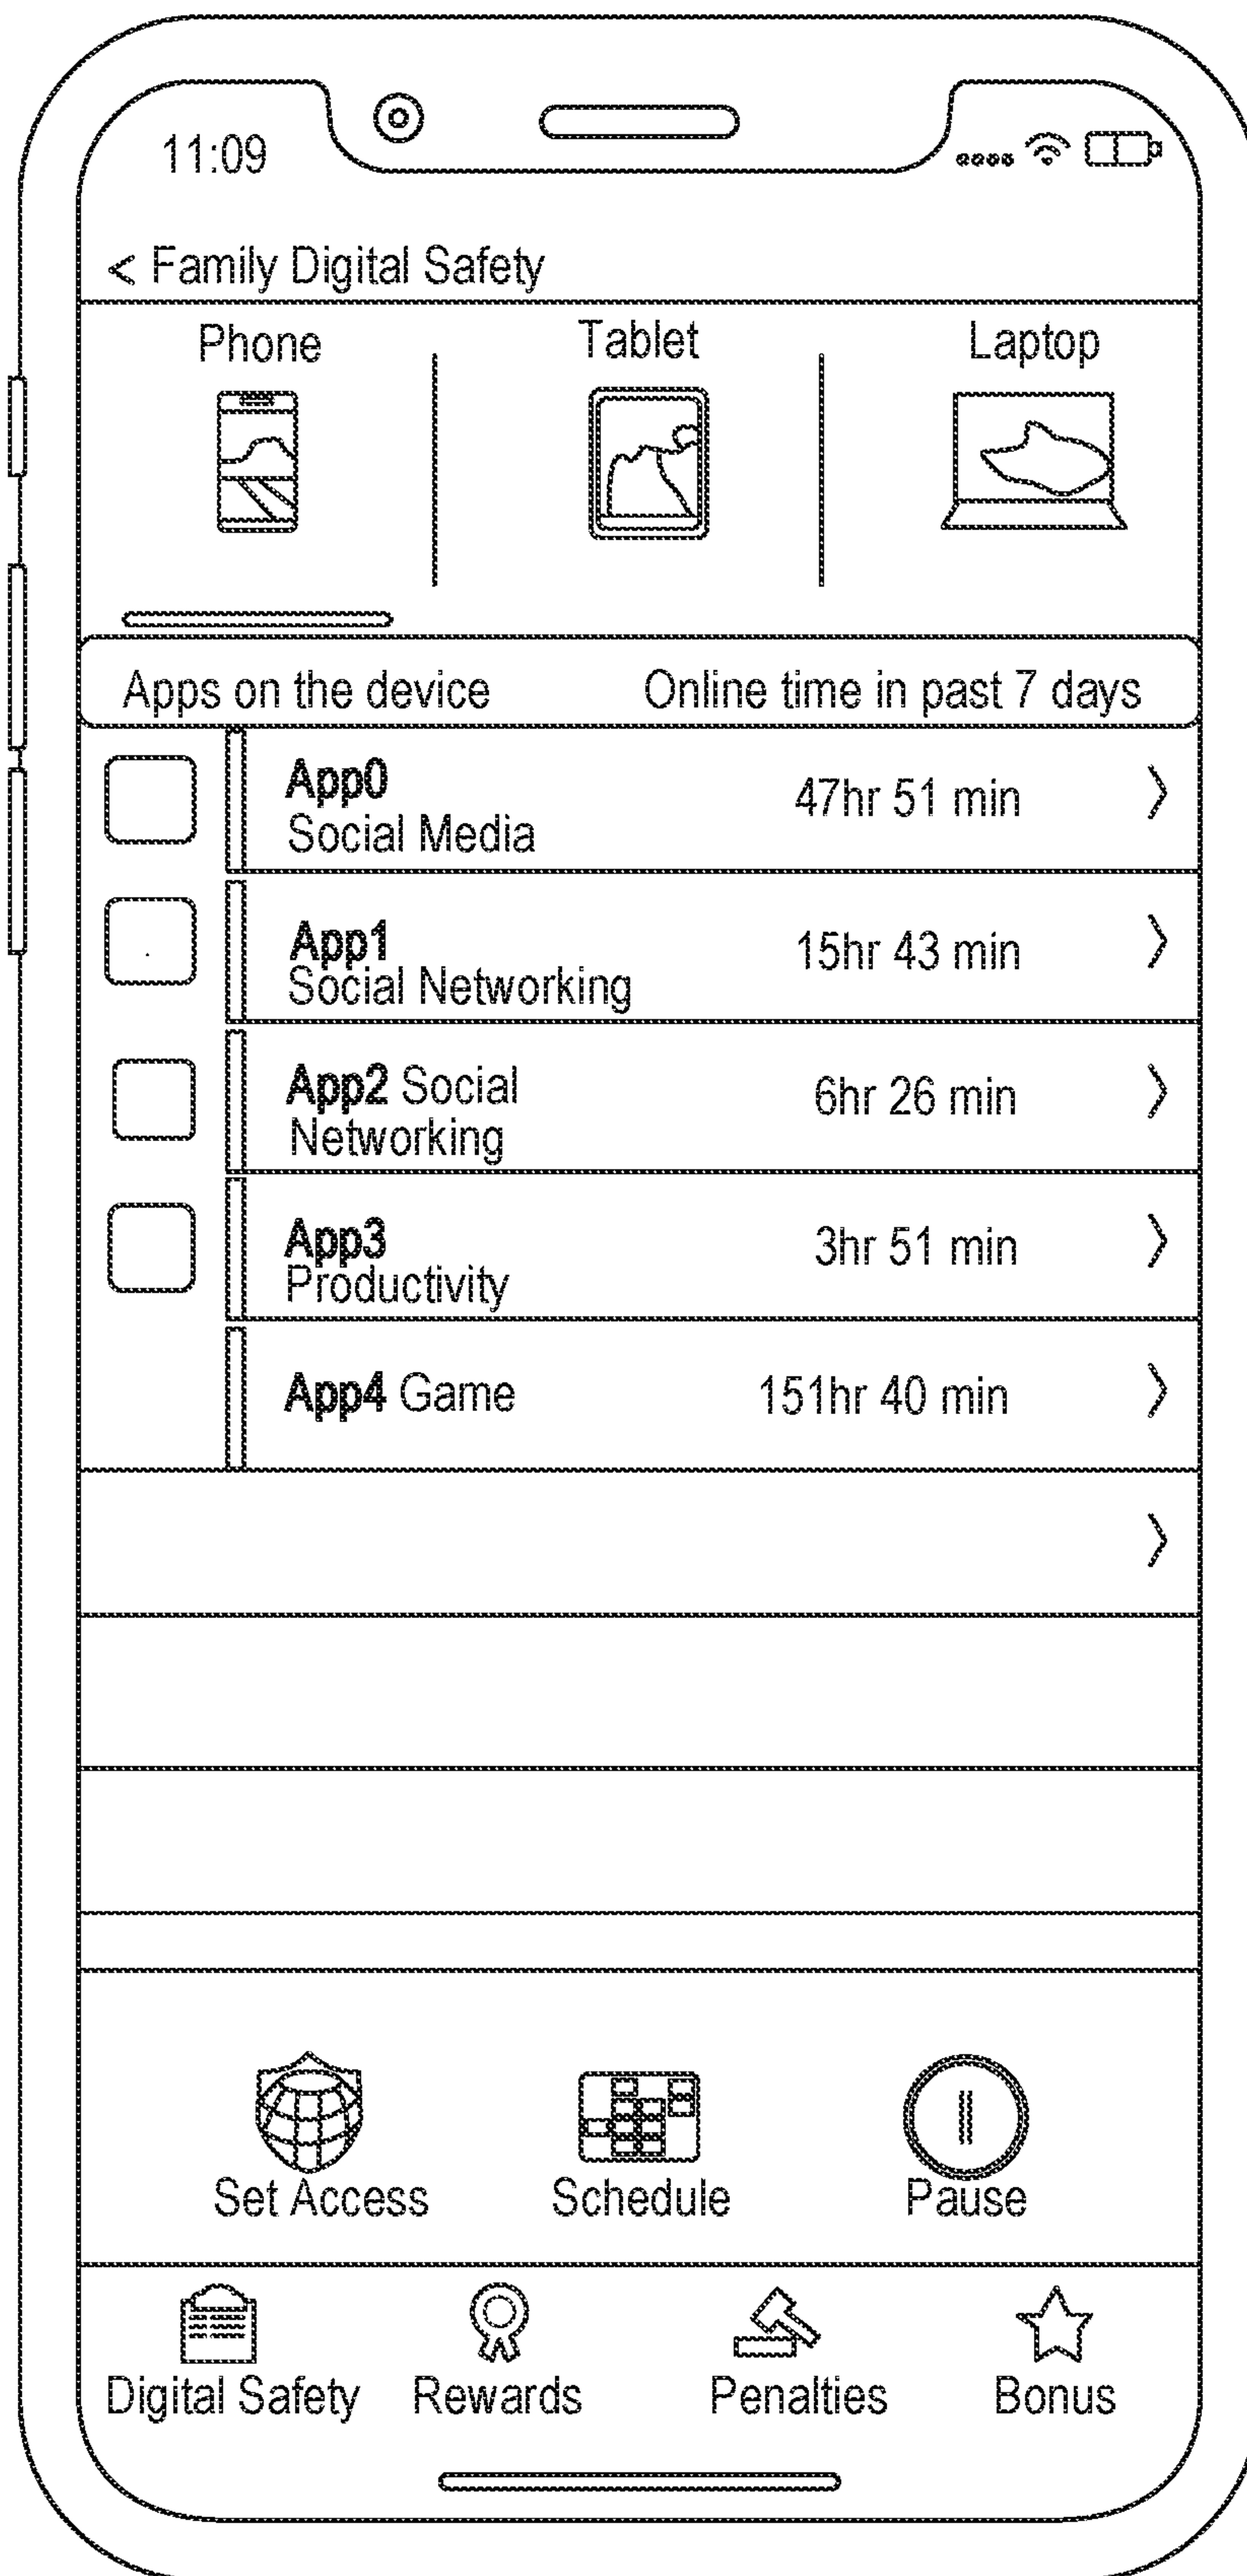 11:09
< Family Digital Safety
Phone Tablet Laptop
Apps on the device Online time in past 7 days
App0
Social Media 47hr 51 min
App1
Social Networking 15hr 43 min
App2 Social
Networking 6hr 26 min
App3
Productivity 3hr 51 min
App4 Game 151hr 40 min
Set Access Schedule Pause
Digital Safety Rewards Penalties Bonus